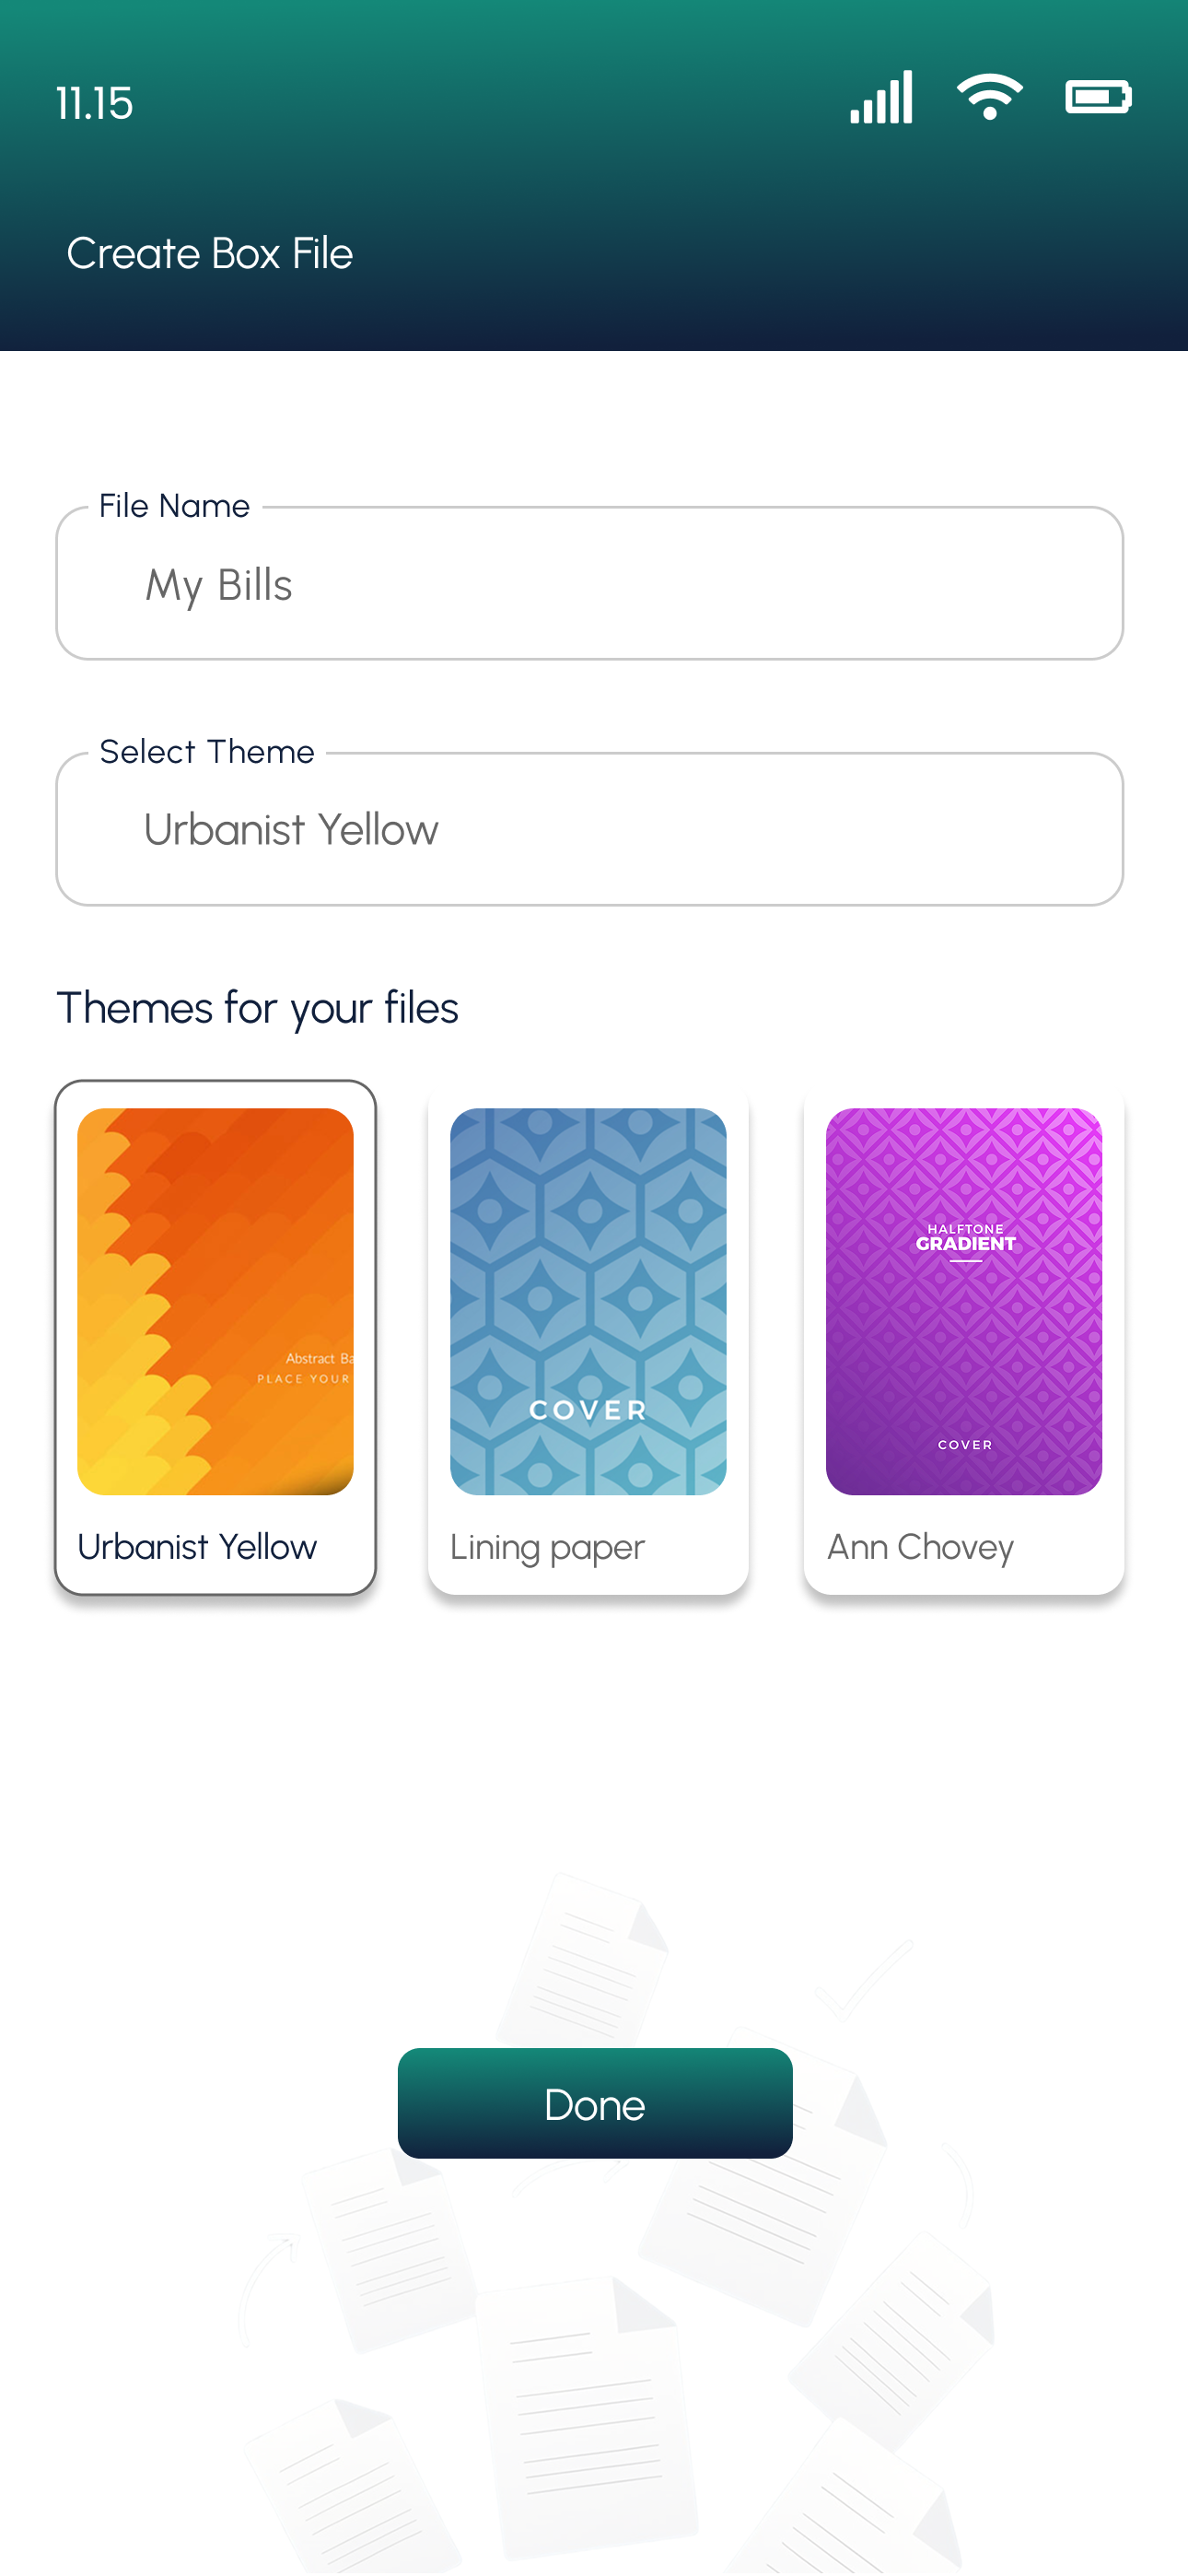 11.15
Create Box File
File Name
My Bills
Select Theme
Urbanist Yellow
Themes for your files
Abstract Ba
PLACE YOUR
Urbanist Yellow
COVER
Lining paper
HALFTONE
GRADIENT
COVER
Ann Chovey
Done